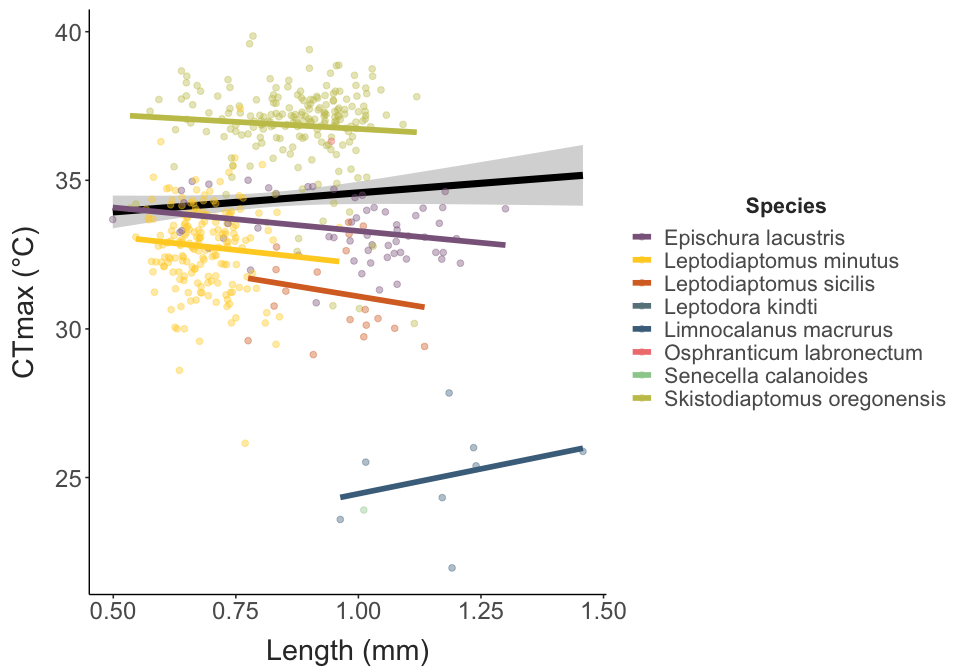 40
35
30
25
CTmax (°C)
0.50 0.75 1.00 1.25 1.50
Length (mm)
Species
Epischura lacustris
Leptodiaptomus minutus
Leptodiaptomus sicilis
Leptodora kindti
Limnocalanus macrurus
Osphranticum labronectum
Senecella calanoides
Skistodiaptomus oregonensis